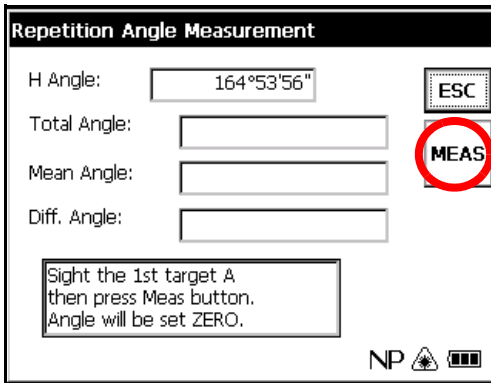 Repetition Angle Measurement
H Angle: 164°53'56"
ESC
Total Angle:
MEAS
Mean Angle:
Diff. Angle:
Sight the 1st target A
then press Meas button.
Angle will be set ZERO.
NP